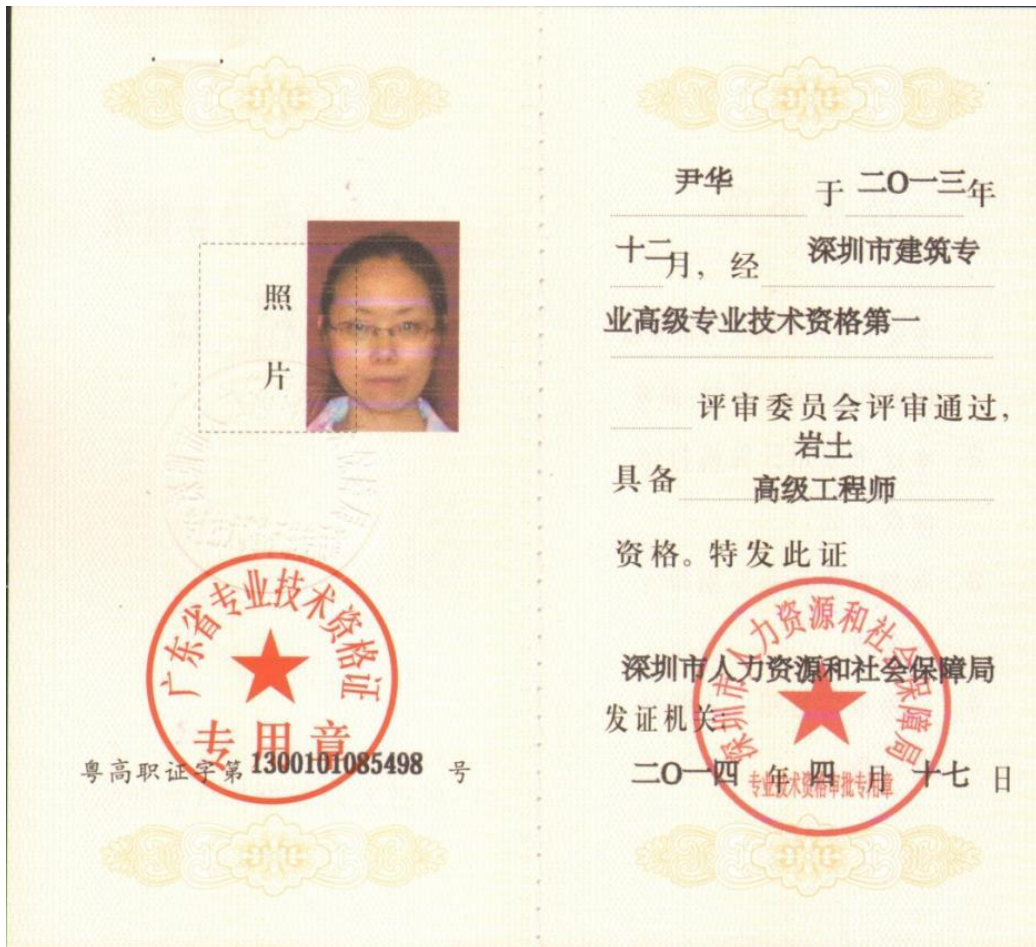 照
片
广东省专业技术资格证
专用章
粤高职证字第 1300101085498 号
尹华 于 二〇一三 年
十二月，经 深圳市建筑专
业高级专业技术资格第一
评审委员会评审通过，
岩土
具备 高级工程师
资格。特发此证
深圳市人力资源和社会保障局
深圳市人力资源和社会保障局
发证机关：
二〇一四 年 四 月 十七 日
专业技术资格审批专用章